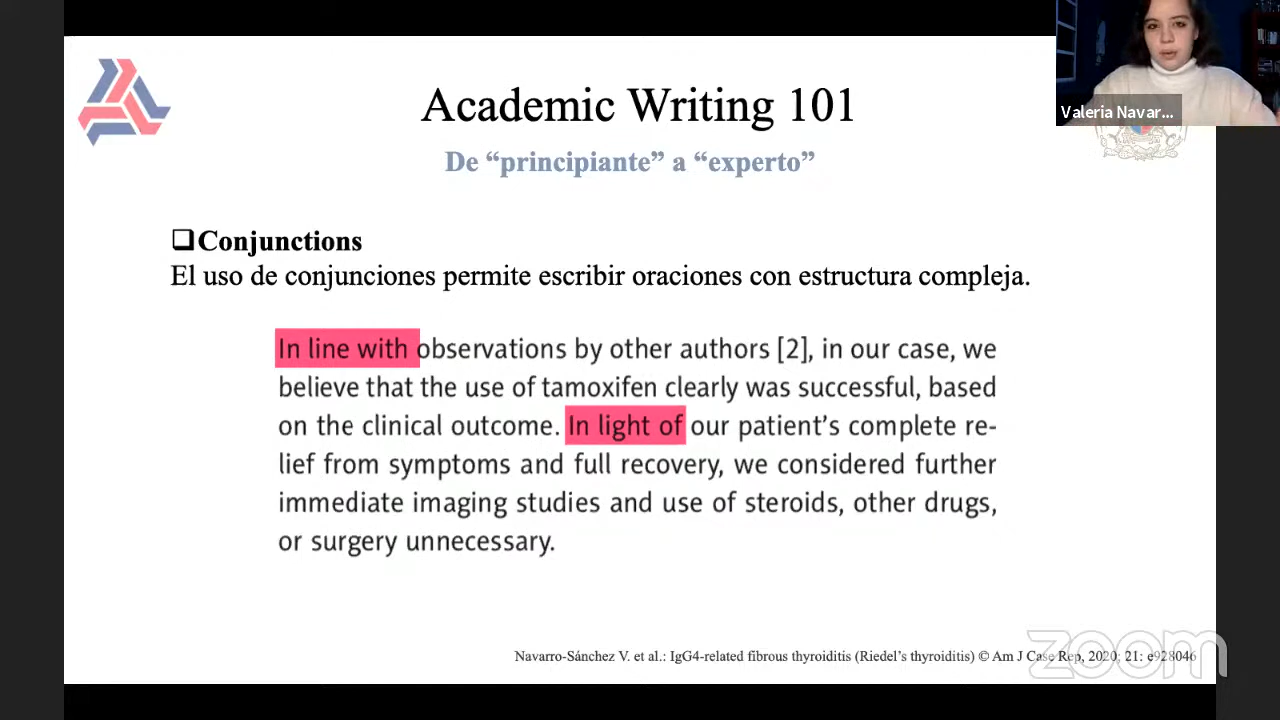 Academic Writing 101
De “principiante” a “experto”
Valeria Navar...
❑Conjunctions
El uso de conjunciones permite escribir oraciones con estructura compleja.
In line with observations by other authors [2], in our case, we
believe that the use of tamoxifen clearly was successful, based
on the clinical outcome. In light of our patient’s complete re-
lief from symptoms and full recovery, we considered further
immediate imaging studies and use of steroids, other drugs,
or surgery unnecessary.
Navarro-Sánchez V. et al.: IgG4-related fibrous thyroiditis (Riedel’s thyroiditis) © Am J Case Rep, 2020; 21: e928046
zoom